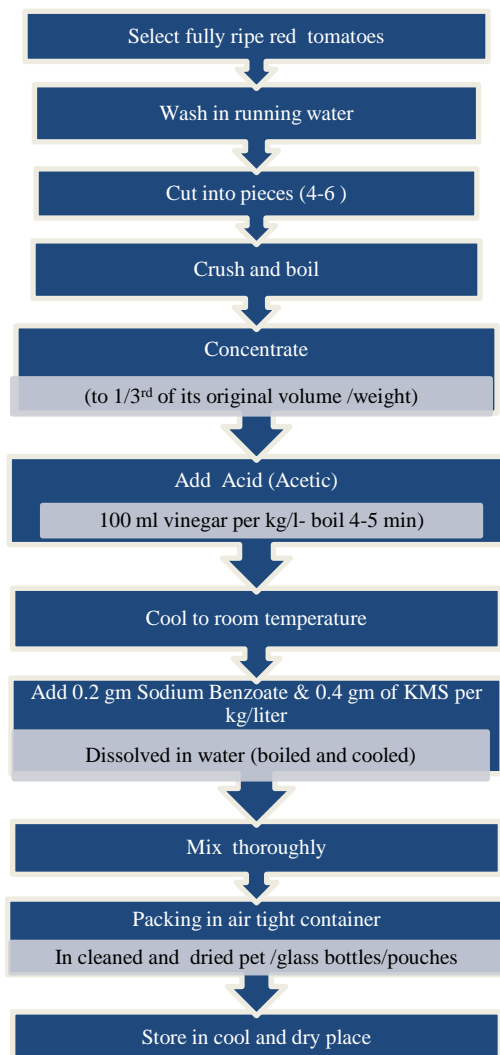 Select fully ripe red tomatoes
Wash in running water
Cut into pieces (4-6 )
Crush and boil
Concentrate
(to 1/3rd of its original volume /weight)
Add Acid (Acetic)
100 ml vinegar per kg/l- boil 4-5 min)
Cool to room temperature
Add 0.2 gm Sodium Benzoate & 0.4 gm of KMS per
kg/liter
Dissolved in water (boiled and cooled)
Mix thoroughly
Packing in air tight container
In cleaned and dried pet /glass bottles/pouches
Store in cool and dry place